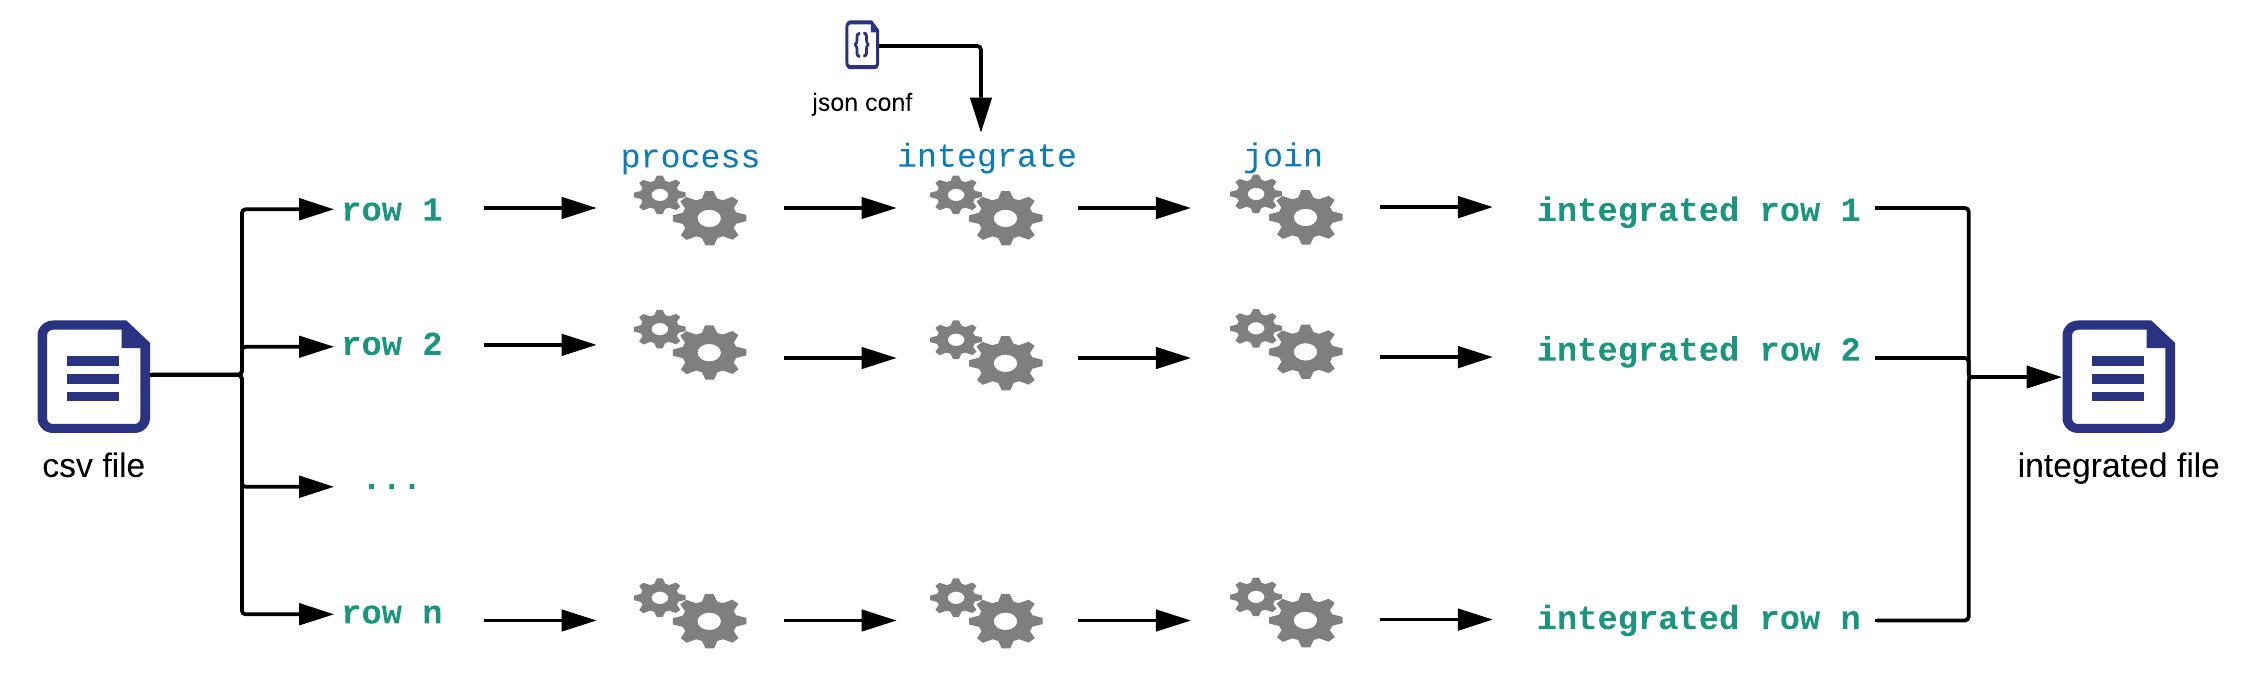 {}
json conf
process integrate join
row 1 integrated row 1
row 2 integrated row 2
csv file integrated file
...
row n integrated row n